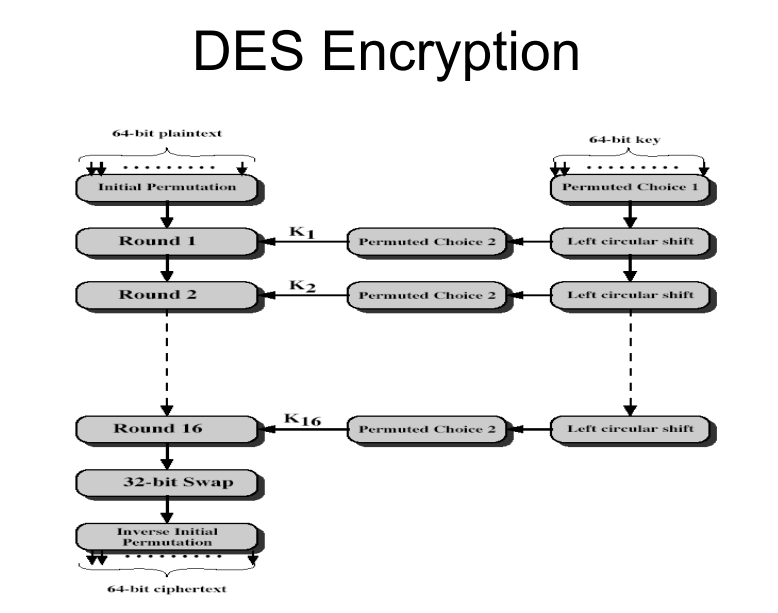 DES Encryption
64-bit plaintext
64-bit key
Initial Permutation
Permuted Choice 1
Round 1
K1
Permuted Choice 2
Left circular shift
Round 2
K2
Permuted Choice 2
Left circular shift
Round 16
K16
Permuted Choice 2
Left circular shift
32-bit Swap
Inverse Initial
Permutation
64-bit ciphertext